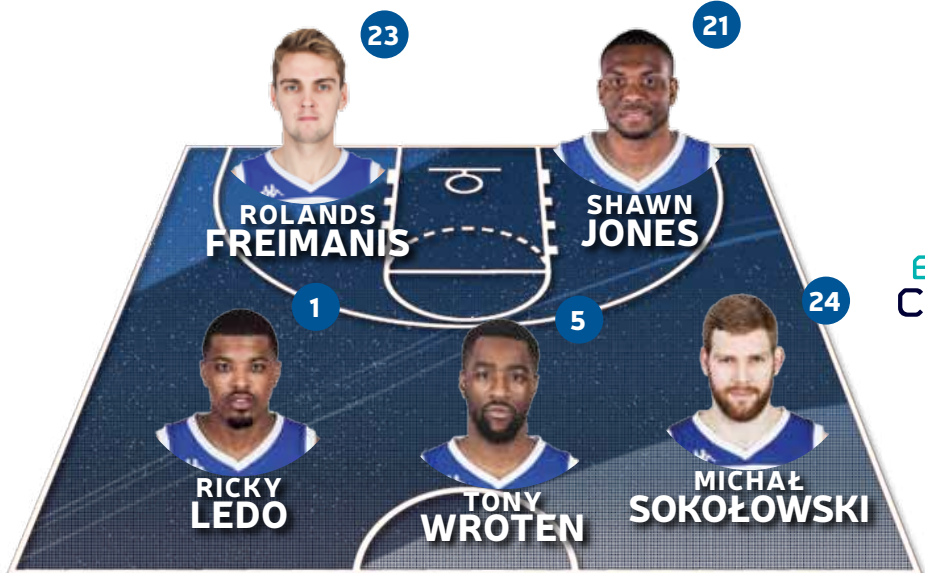 23
21
ROLANDS
FREIMANIS
SHAWN
JONES
1
5
24
RICKY
LEDO
TONY
WROTEN
MICHAŁ
SOKOŁOWSKI